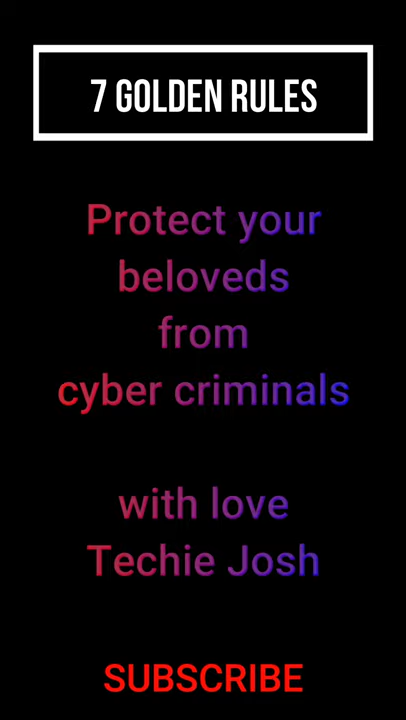 7 GOLDEN RULES
Protect your
beloveds
from
cyber criminals
with love
Techie Josh
SUBSCRIBE